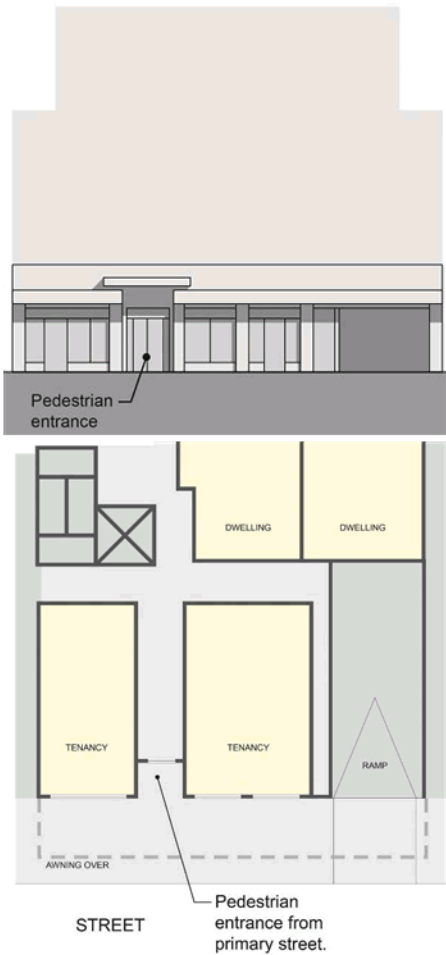 Pedestrian
entrance
DWELLING
DWELLING
TENANCY
TENANCY
RAMP
AWNING OVER
STREET
Pedestrian
entrance from
primary street.